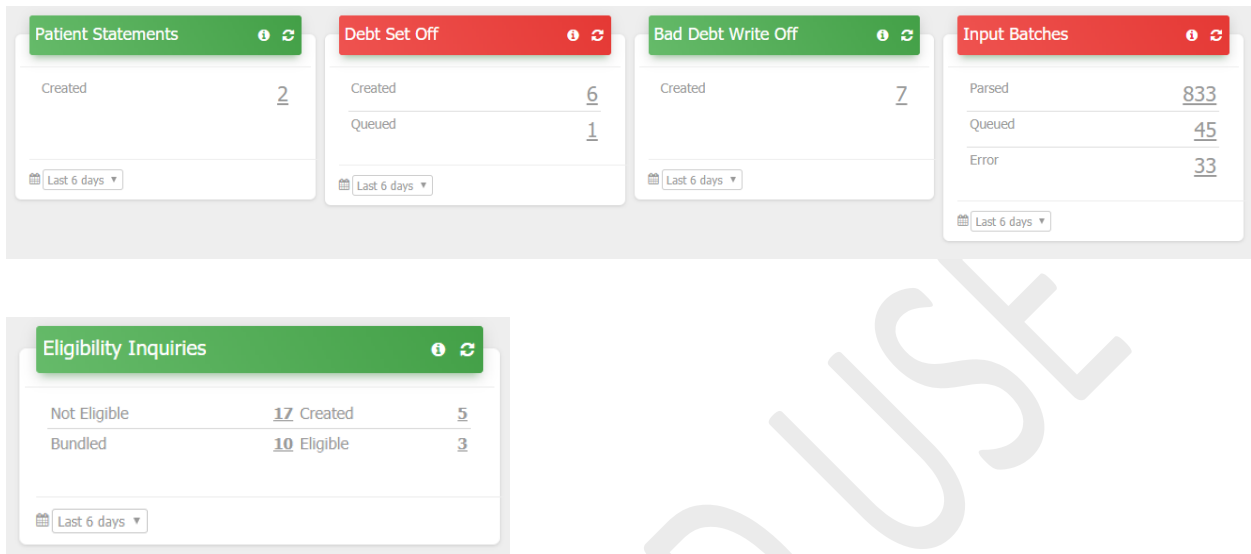 Patient Statements
Created 2
Last 6 days
Debt Set Off
Created 6
Queued 1
Last 6 days
Bad Debt Write Off
Created 7
Last 6 days
Input Batches
Parsed 833
Queued 45
Error 33
Last 6 days
Eligibility Inquiries
Not Eligible 17 Created 5
Bundled 10 Eligible 3
Last 6 days
D USE